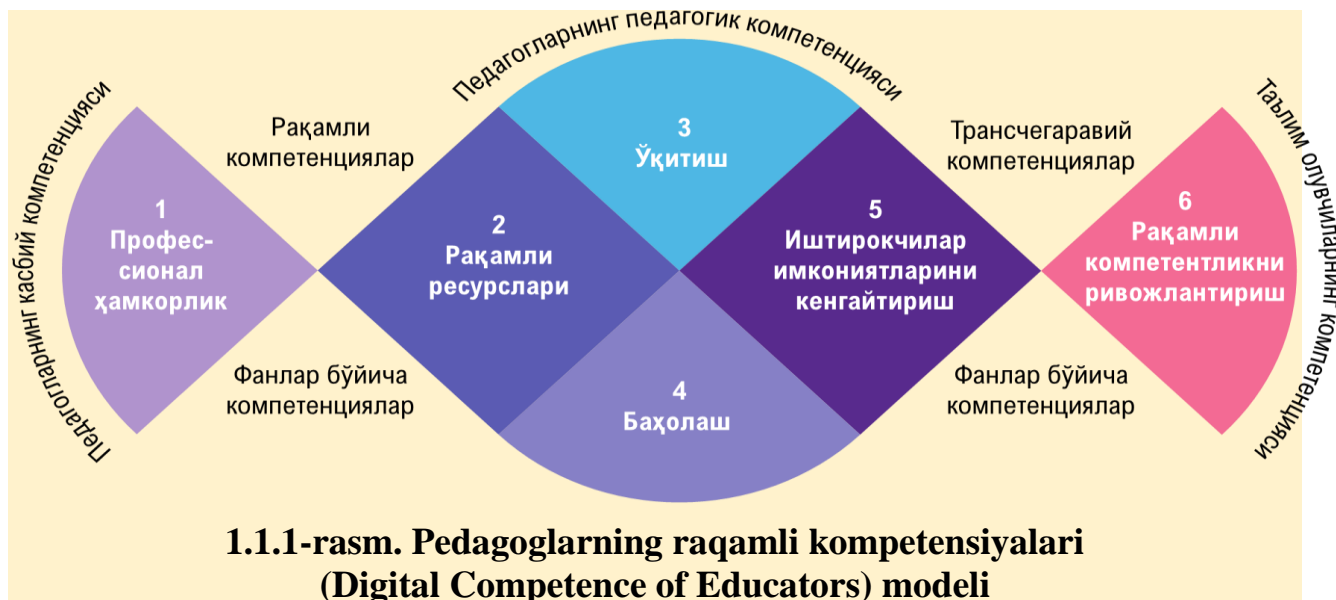 Педагогларнинг касбий компетенцияси
1
Профес-
сионал
ҳамкорлик
Рақамли
компетенциялар
Фанлар бўйича
компетенциялар
Педагогларнинг педагогик компетенцияси
2
Рақамли
ресурслари
3
Ўқитиш
4
Баҳолаш
5
Иштирокчилар
имкониятларини
кенгайтириш
Трансчегаравий
компетенциялар
Фанлар бўйича
компетенциялар
6
Рақамли
компетентликни
ривожлантириш
Таълим олувчиларнинг компетенцияси
1.1.1-rasm. Pedagoglarning raqamli kompetensiyalari
(Digital Competence of Educators) modeli